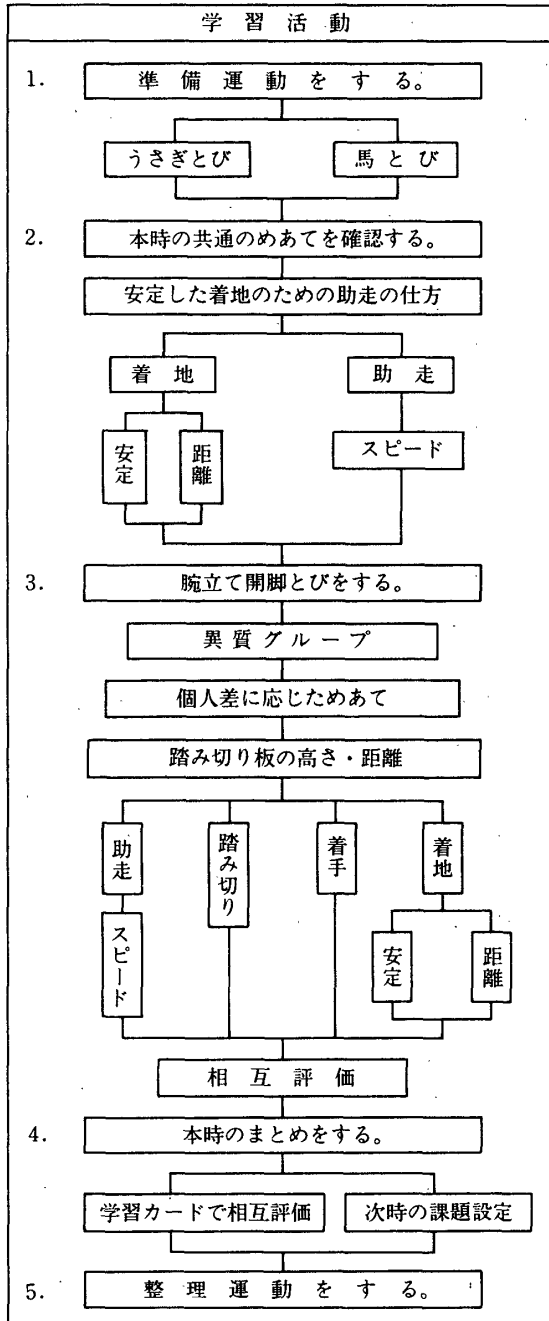 学習活動
1. 準備運動をする。
うさぎとび 馬とび
2. 本時の共通のめあてを確認する。
安定した着地のための助走の仕方
着地 助走
安定 距離 スピード
3. 腕立て開脚とびをする。
異質グループ
個人差に応じためあて
踏み切り板の高さ・距離
助走 踏み切り 着手 着地
スピード 安定 距離
相互評価
4. 本時のまとめをする。
学習カードで相互評価 次時の課題設定
5. 整理運動をする。